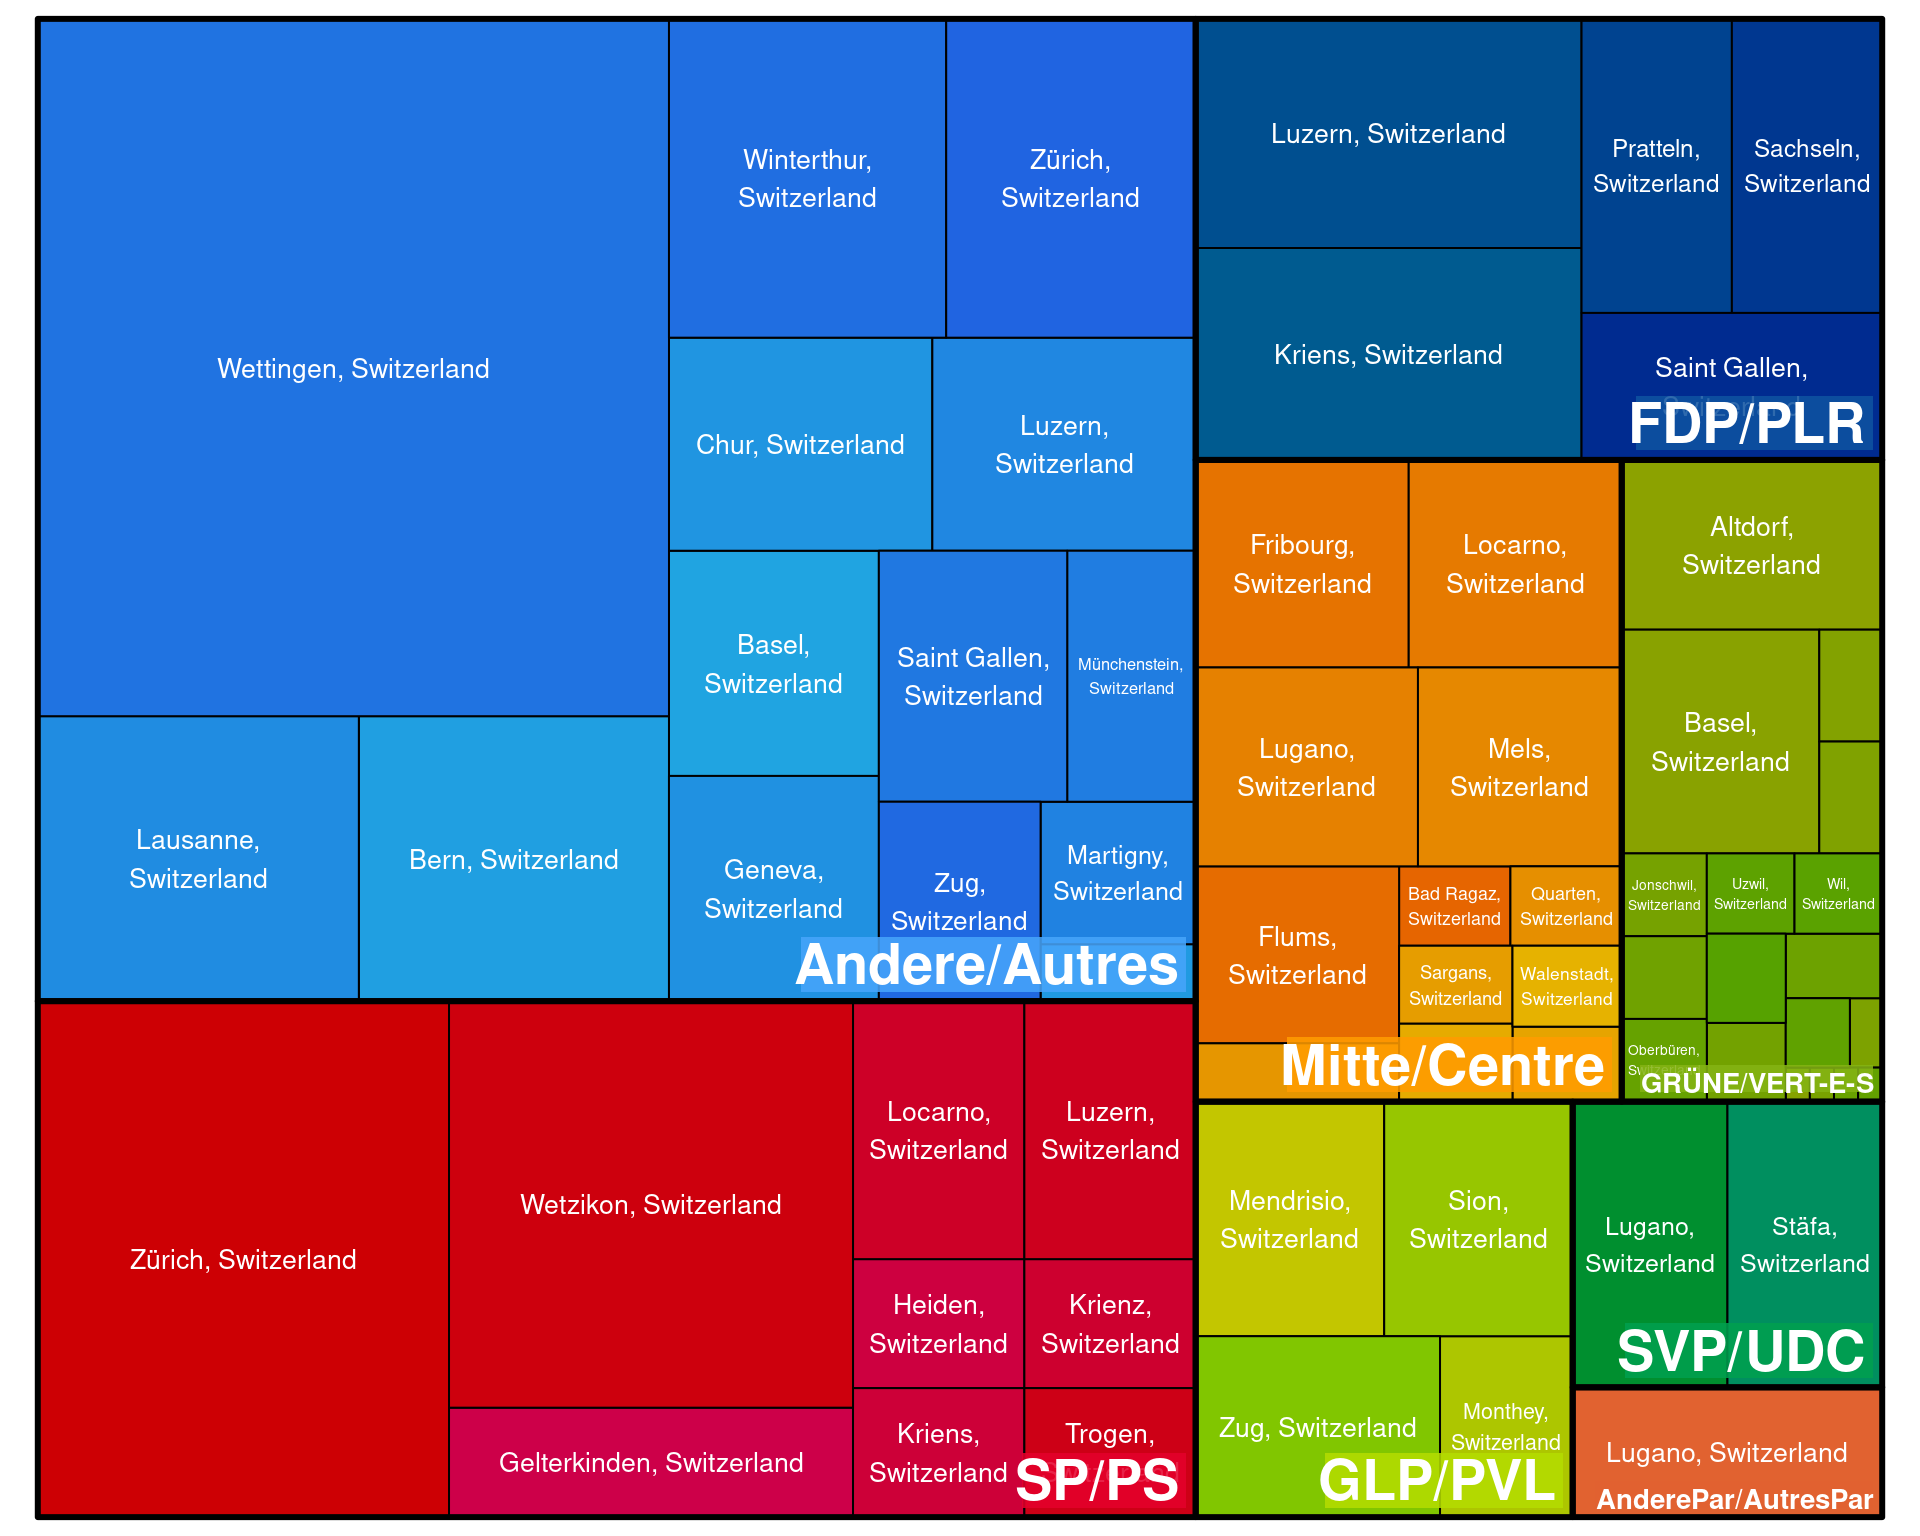 Wettingen, Switzerland
Winterthur,
Switzerland
Zürich,
Switzerland
Chur, Switzerland
Luzern,
Switzerland
Basel,
Switzerland
Saint Gallen,
Switzerland
Münchenstein,
Switzerland
Lausanne,
Switzerland
Bern, Switzerland
Geneva,
Switzerland
Zug,
Switzerland
Martigny,
Switzerland
Andere/Autres
Luzern, Switzerland
Kriens, Switzerland
Pratteln,
Switzerland
Sachseln,
Switzerland
Saint Gallen,
Switzerland
FDP/PLR
Fribourg,
Switzerland
Locarno,
Switzerland
Lugano,
Switzerland
Mels,
Switzerland
Flums,
Switzerland
Bad Ragaz,
Switzerland
Quarten,
Switzerland
Sargans,
Switzerland
Walenstadt,
Switzerland
Mitte/Centre
Altdorf,
Switzerland
Basel,
Switzerland
Jonschwil,
Switzerland
Uzwil,
Switzerland
Wil,
Switzerland
Oberbüren,
Switzerland
GRÜNE/VERT-E-S
Zürich, Switzerland
Wetzikon, Switzerland
Gelterkinden, Switzerland
Locarno,
Switzerland
Luzern,
Switzerland
Heiden,
Switzerland
Krienz,
Switzerland
Kriens,
Switzerland
Trogen,
Switzerland
SP/PS
Mendrisio,
Switzerland
Sion,
Switzerland
Zug, Switzerland
Monthey,
Switzerland
GLP/PVL
Lugano,
Switzerland
Stäfa,
Switzerland
SVP/UDC
Lugano, Switzerland
AnderePar/AutresPar